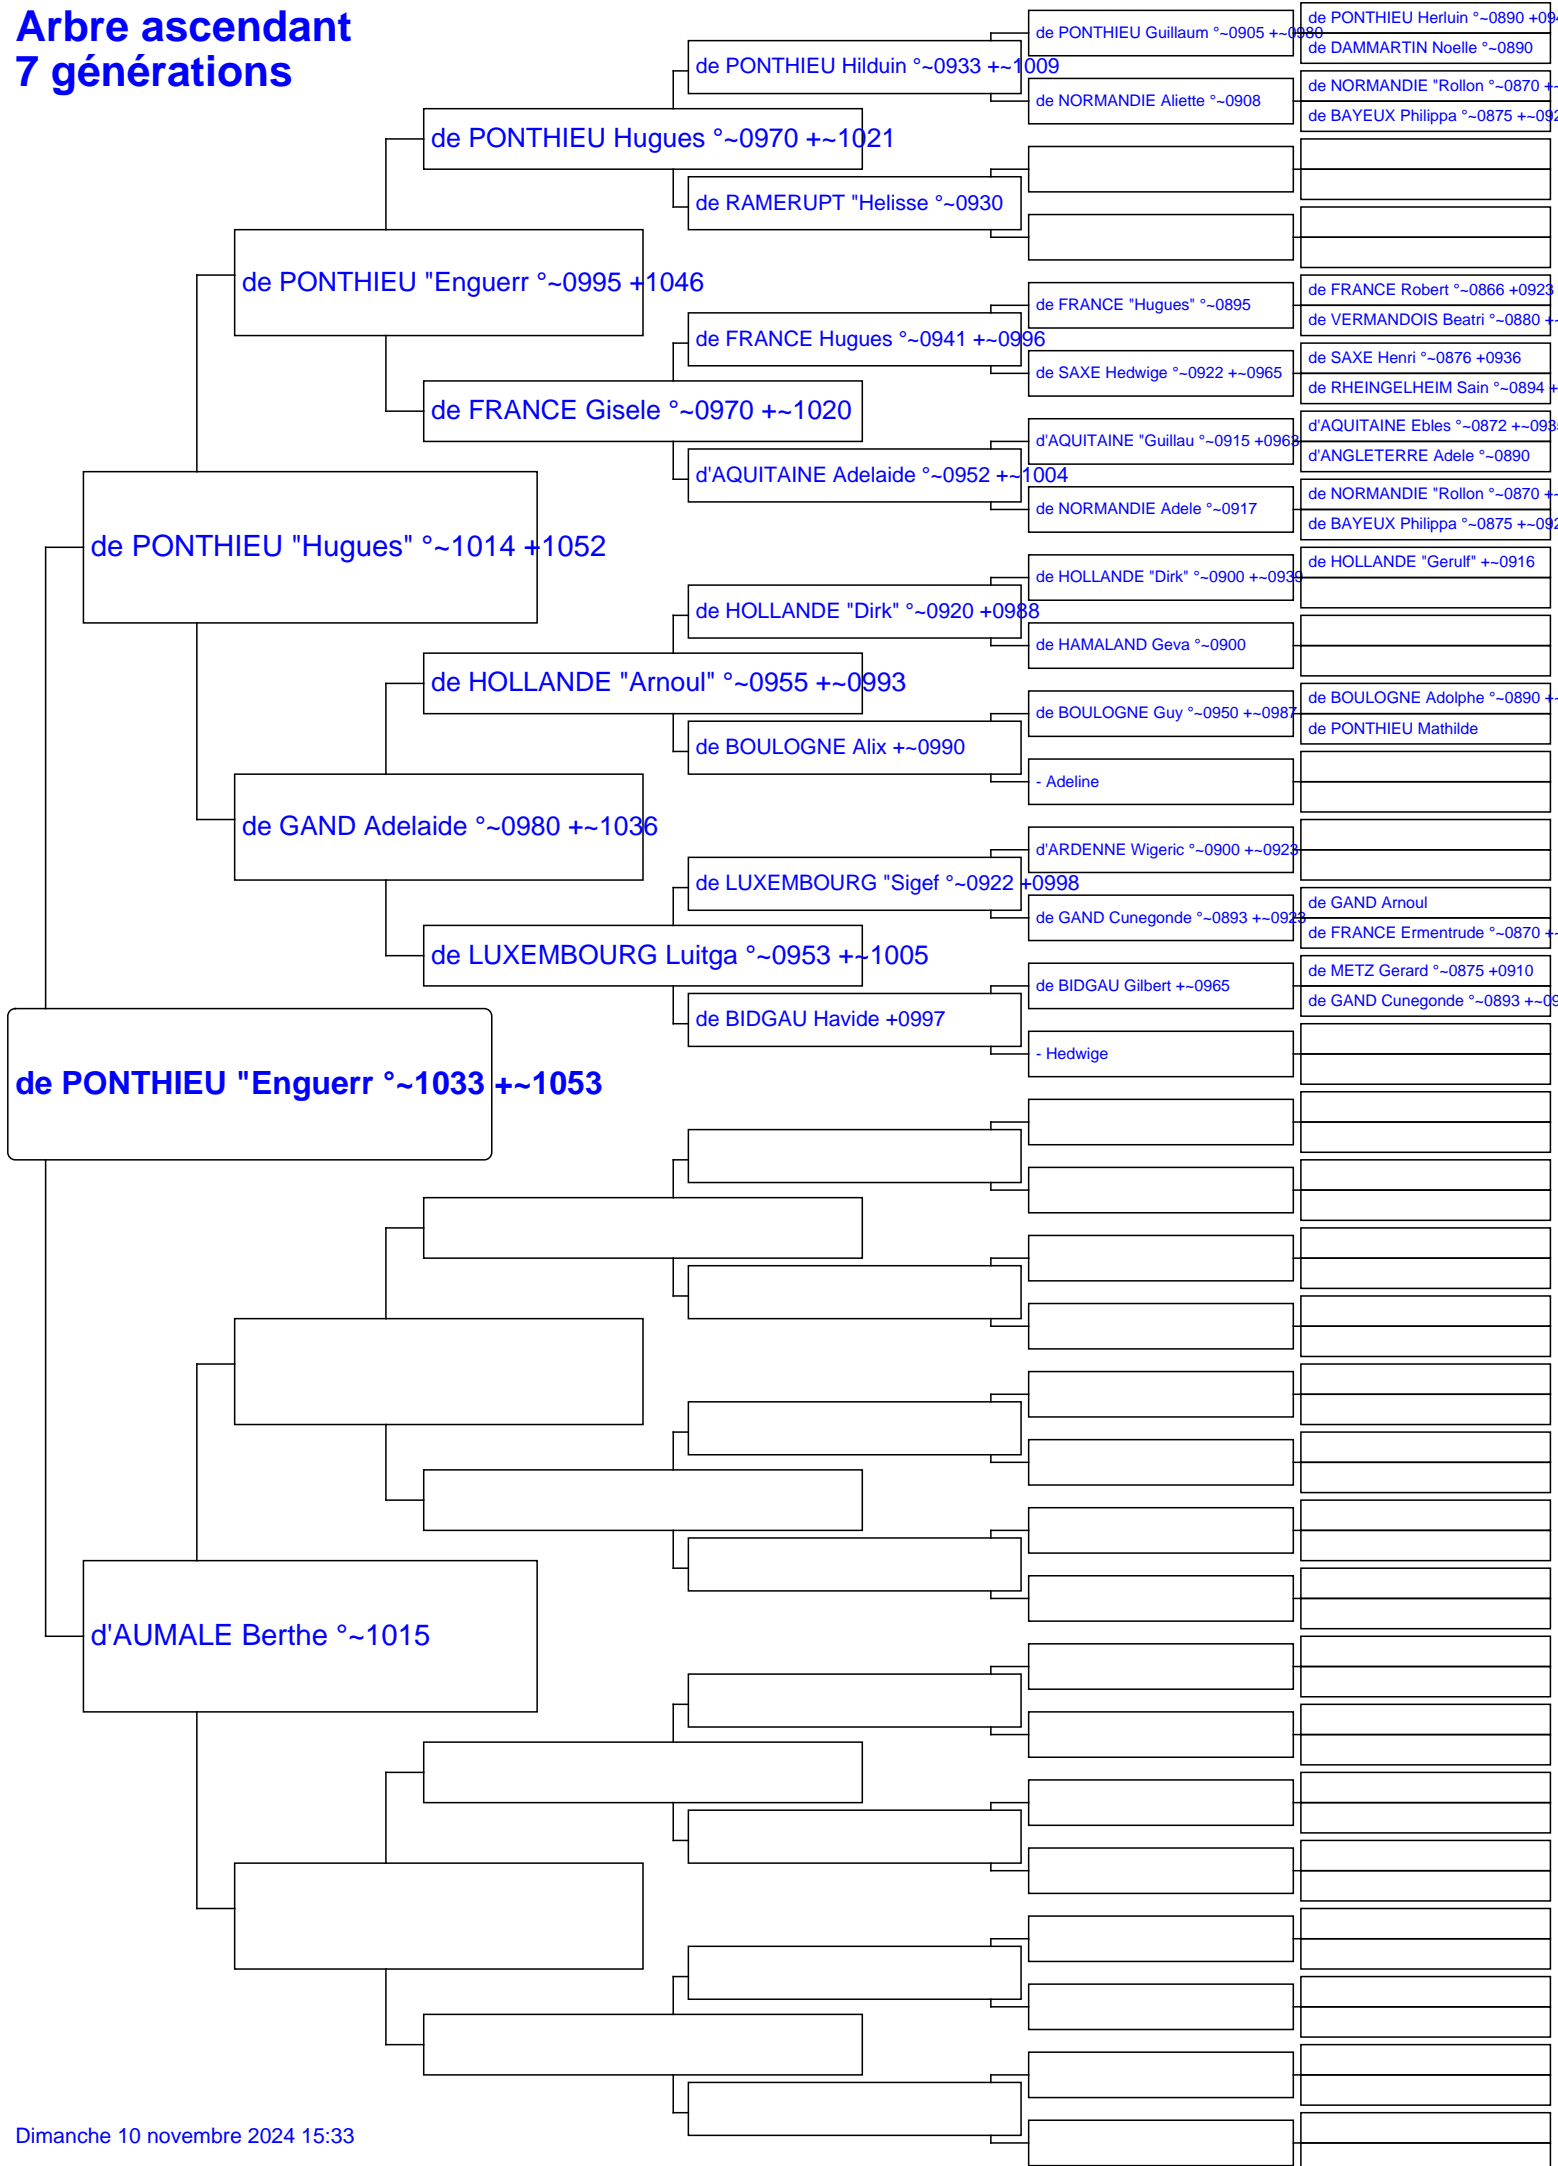 Arbre ascendant
7 générations
de PONTHIEU "Enguerr °~1033 +~1053
de PONTHIEU "Hugues" °~1014 +1052
d'AUMALE Berthe °~1015
de PONTHIEU "Enguerr °~0995 +1046
de GAND Adelaide °~0980 +~1036
de PONTHIEU Hugues °~0970 +~1021
de FRANCE Gisele °~0970 +~1020
de HOLLANDE "Arnoul" °~0955 +~0993
de LUXEMBOURG Luitga °~0953 +~1005
de PONTHIEU Hilduin °~0933 +~1009
de RAMERUPT "Helisse °~0930
de FRANCE Hugues °~0941 +~0996
d'AQUITAINE Adelaide °~0952 +~1004
de HOLLANDE "Dirk" °~0920 +0988
de BOULOGNE Alix +~0990
de LUXEMBOURG "Sigef °~0922 +0998
de BIDGAU Havide +0997
de PONTHIEU Guillaum °~0905 +~0980
de NORMANDIE Aliette °~0908
de FRANCE "Hugues" °~0895
de SAXE Hedwige °~0922 +~0965
d'AQUITAINE "Guillau °~0915 +0963
de NORMANDIE Adele °~0917
de HOLLANDE "Dirk" °~0900 +~0939
de HAMALAND Geva °~0900
de BOULOGNE Guy °~0950 +~0987
- Adeline
d'ARDENNE Wigeric °~0900 +~0923
de GAND Cunegonde °~0893 +~0923
de BIDGAU Gilbert +~0965
- Hedwige
de PONTHIEU Herluin °~0890 +094
de DAMMARTIN Noelle °~0890
de NORMANDIE "Rollon °~0870 +~
de BAYEUX Philippa °~0875 +~092
de FRANCE Robert °~0866 +0923
de VERMANDOIS Beatri °~0880 +~
de SAXE Henri °~0876 +0936
de RHEINGELHEIM Sain °~0894 +
d'AQUITAINE Ebles °~0872 +~0935
d'ANGLETERRE Adele °~0890
de NORMANDIE "Rollon °~0870 +~
de BAYEUX Philippa °~0875 +~092
de HOLLANDE "Gerulf" +~0916
de BOULOGNE Adolphe °~0890 +~
de PONTHIEU Mathilde
de GAND Arnoul
de FRANCE Ermentrude °~0870 +~
de METZ Gerard °~0875 +0910
de GAND Cunegonde °~0893 +~09
Dimanche 10 novembre 2024 15:33